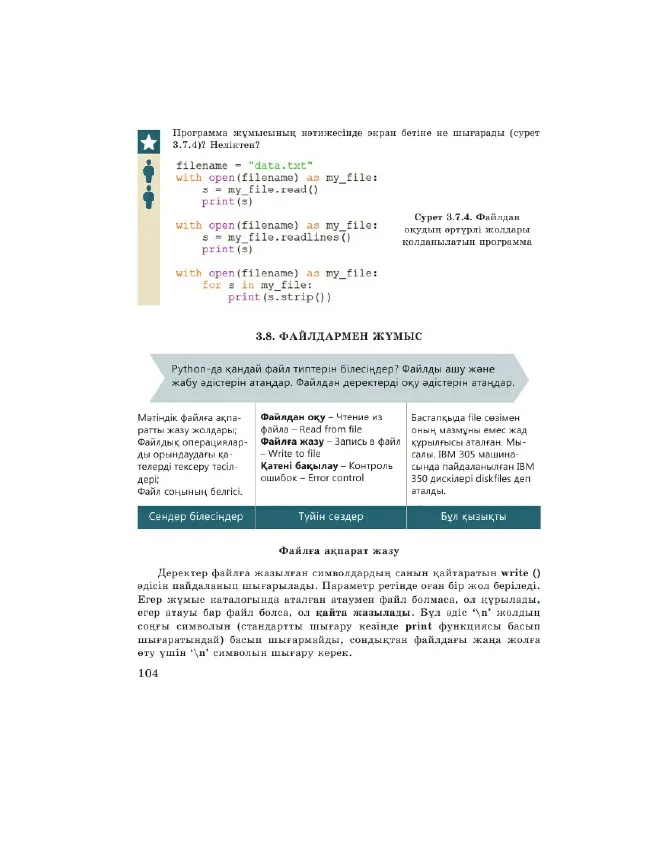 Программа жұмысының нәтижесінде экран бетіне не шығарады (сурет
3.7.4)? Неліктен?
filename = "data.txt"
with open(filename) as my_file:
    s = my_file.read()
    print(s)
with open(filename) as my_file:
    s = my_file.readlines()
    print(s)
with open(filename) as my_file:
    for s in my_file:
        print(s.strip())
Сурет 3.7.4. Файлдан
оқудың әртүрлі жолдары
қолданылатын программа
3.8. ФАЙЛДАРМЕН ЖҰМЫС
Python-да қандай файл типтерін білесіңдер? Файлды ашу және
жабу әдістерін атаңдар. Файлдан деректерді оқу әдістерін атаңдар.
Мәтіндік файлға ақпа-
ратты жазу жолдары;
Файлдық операциялар-
ды орындаудағы қа-
телерді тексеру тәсіл-
дері;
Файл соңының белгісі.
Сендер білесіңдер
Файлдан оқу – Чтение из
файла – Read from file
Файлға жазу – Запись в файл
– Write to file
Қатені бақылау – Контроль
ошибок – Error control
Түйін сөздер
Бастапқыда file сөзімен
оның мазмұны емес жад
құрылғысы аталған. Мы-
салы, IBM 305 машина-
сында пайдаланылған IBM
350 дискілері diskfiles деп
аталды.
Бұл қызықты
Файлға ақпарат жазу
Деректер файлға жазылған символдардың санын қайтаратын write ()
әдісін пайдаланып шығарылады. Параметр ретінде оған бір жол беріледі.
Егер жұмыс каталогында аталған атаумен файл болмаса, ол құрылады,
егер атауы бар файл болса, ол қайта жазылады. Бұл әдіс ‘\n’ жолдың
соңғы символын (стандартты шығару кезінде print функциясы басып
шығаратындай) басып шығармайды, сондықтан файлдағы жаңа жолға
өту үшін ‘\n’ символын шығару керек.
104